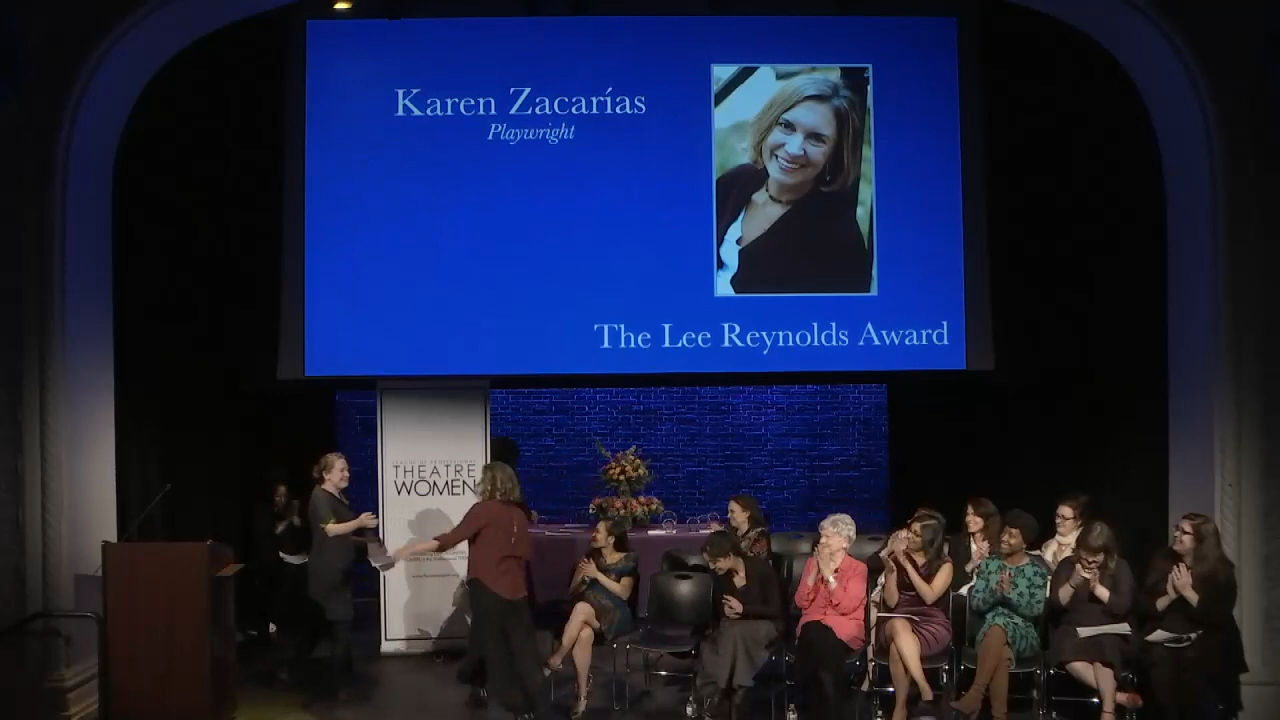 Karen Zacarías
Playwright
The Lee Reynolds Award
THEATRE
WOMEN